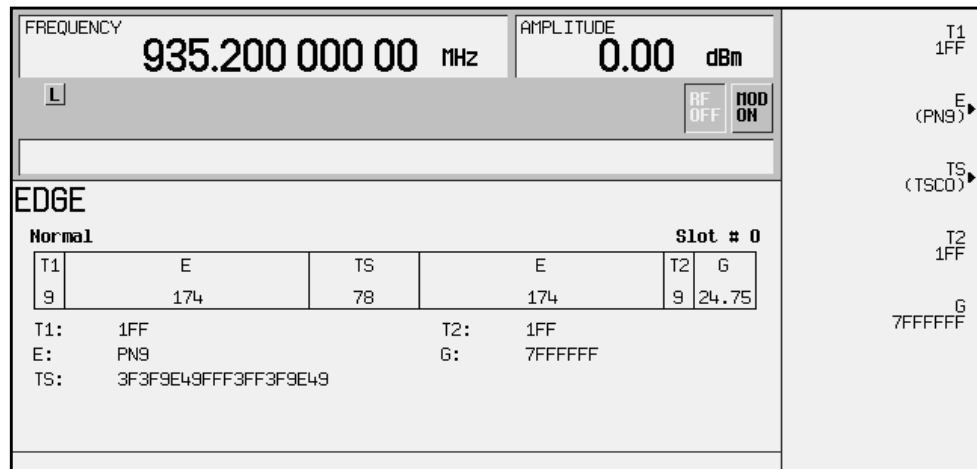 FREQUENCY
935.200 000 00 MHz
AMPLITUDE
0.00 dBm
L
RF OFF
MOD ON
EDGE
Normal Slot # 0
T1 E TS E T2 G
9 174 78 174 9 24.75
T1: 1FF T2: 1FF
E: PN9 G: 7FFFFFF
TS: 3F3F9E49FFF3FF3F9E49
T1
1FF
E
(PN9)
TS
(TSC0)
T2
1FF
G
7FFFFFF